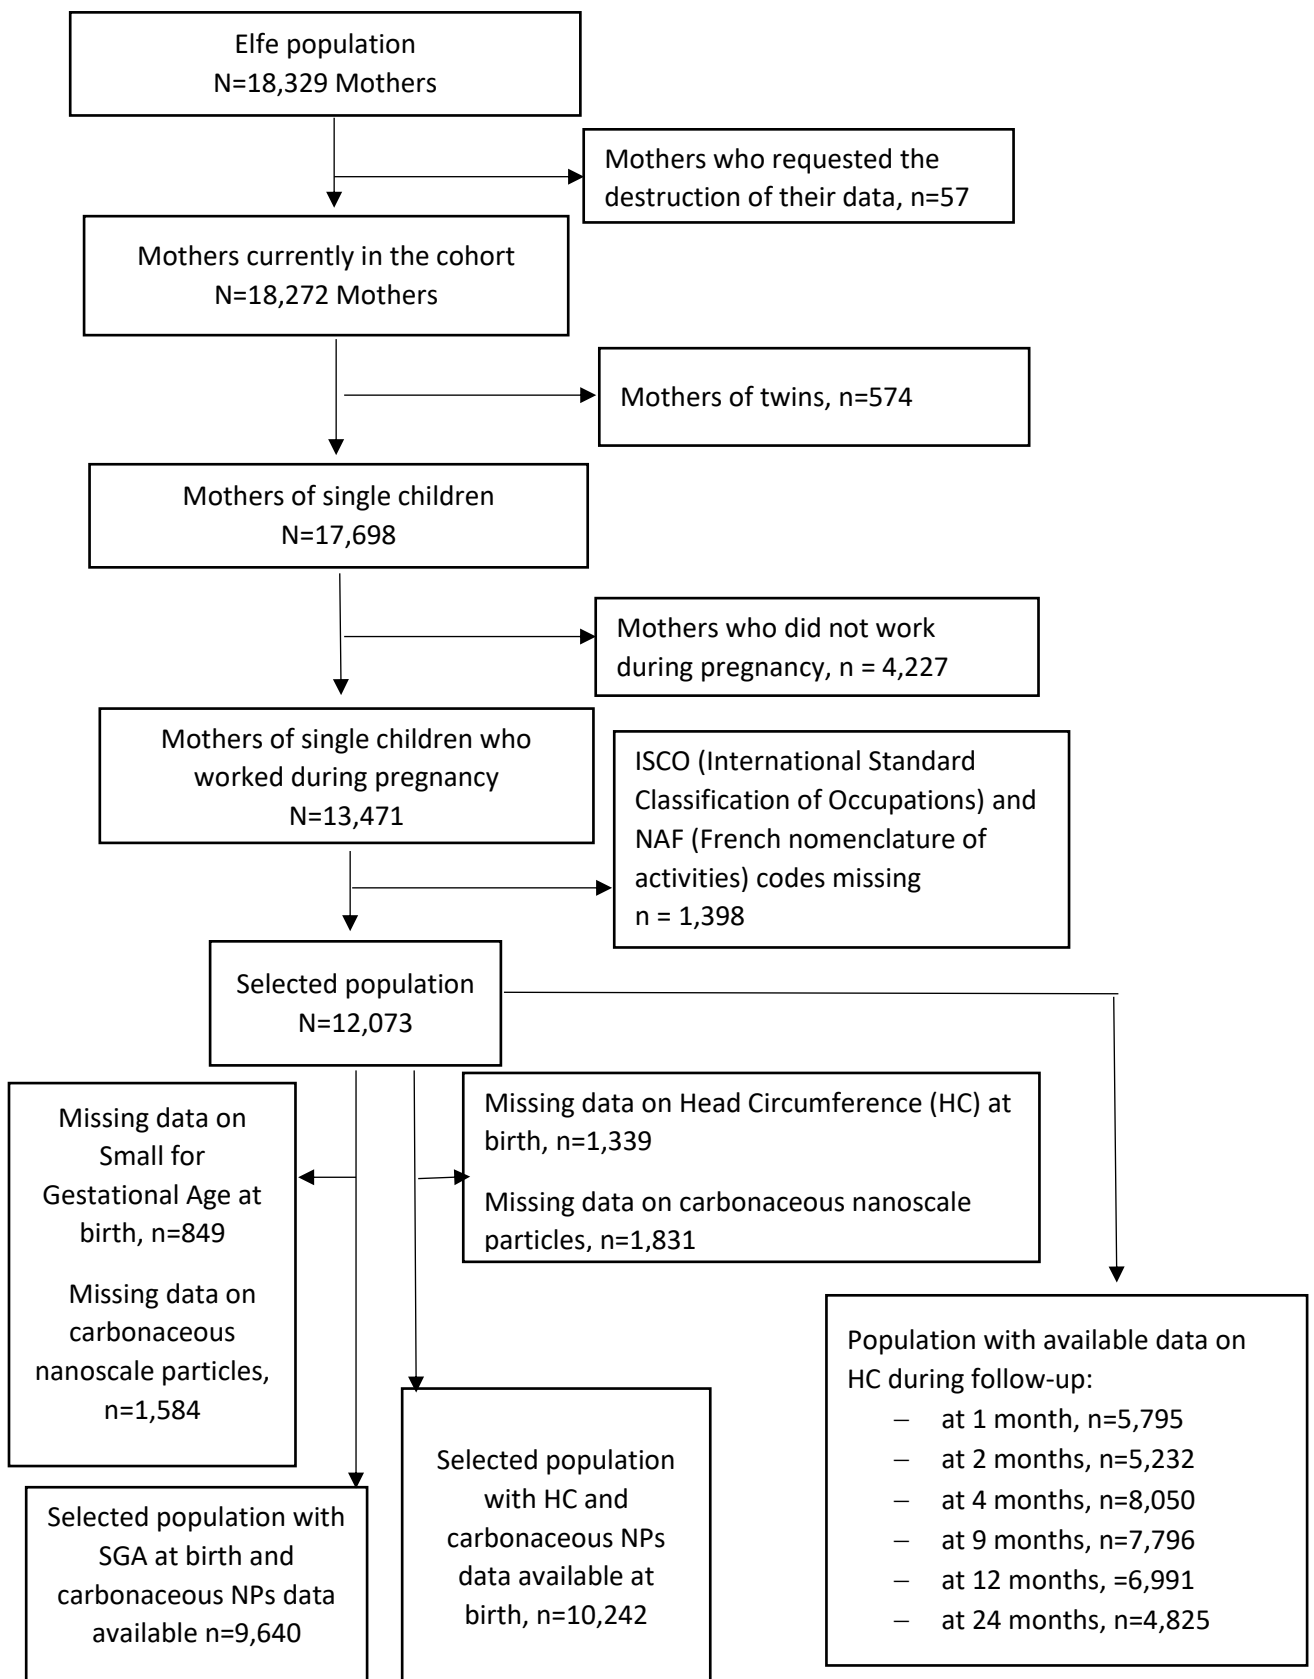 Elfe population
N=18,329 Mothers
Mothers who requested the
destruction of their data, n=57
Mothers currently in the cohort
N=18,272 Mothers
Mothers of twins, n=574
Mothers of single children
N=17,698
Mothers who did not work
during pregnancy, n = 4,227
Mothers of single children who
worked during pregnancy
N=13,471
ISCO (International Standard
Classification of Occupations) and
NAF (French nomenclature of
activities) codes missing
n = 1,398
Selected population
N=12,073
Missing data on
Small for
Gestational Age at
birth, n=849
Missing data on
carbonaceous
nanoscale particles,
n=1,584
Missing data on Head Circumference (HC) at
birth, n=1,339
Missing data on carbonaceous nanoscale
particles, n=1,831
Selected population with
SGA at birth and
carbonaceous NPs data
available n=9,640
Selected population
with HC and
carbonaceous NPs
data available at
birth, n=10,242
Population with available data on
HC during follow-up:
– at 1 month, n=5,795
– at 2 months, n=5,232
– at 4 months, n=8,050
– at 9 months, n=7,796
– at 12 months, =6,991
– at 24 months, n=4,825